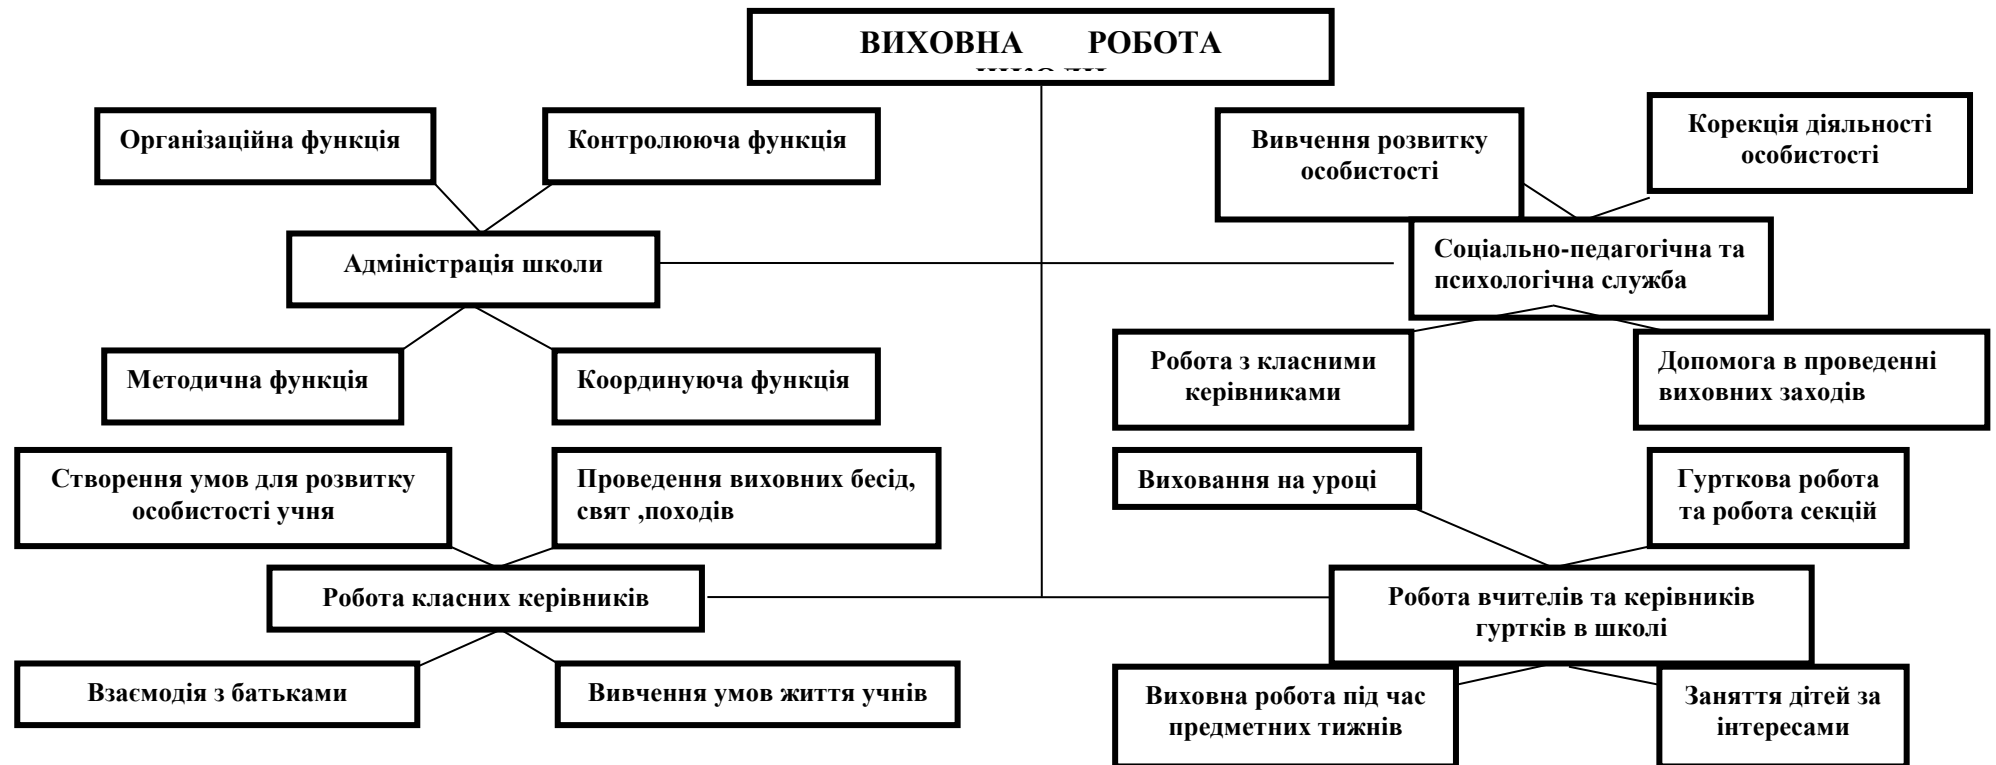 ВИХОВНА РОБОТА
Організаційна функція
Контролююча функція
Вивчення розвитку
особистості
Корекція діяльності
особистості
Адміністрація школи
Соціально-педагогічна та
психологічна служба
Методична функція
Координуюча функція
Робота з класними
керівниками
Допомога в проведенні
виховних заходів
Створення умов для розвитку
особистості учня
Проведення виховних бесід,
свят ,походів
Виховання на уроці
Гурткова робота
та робота секцій
Робота класних керівників
Робота вчителів та керівників
гуртків в школі
Взаємодія з батьками
Вивчення умов життя учнів
Виховна робота під час
предметних тижнів
Заняття дітей за
інтересами